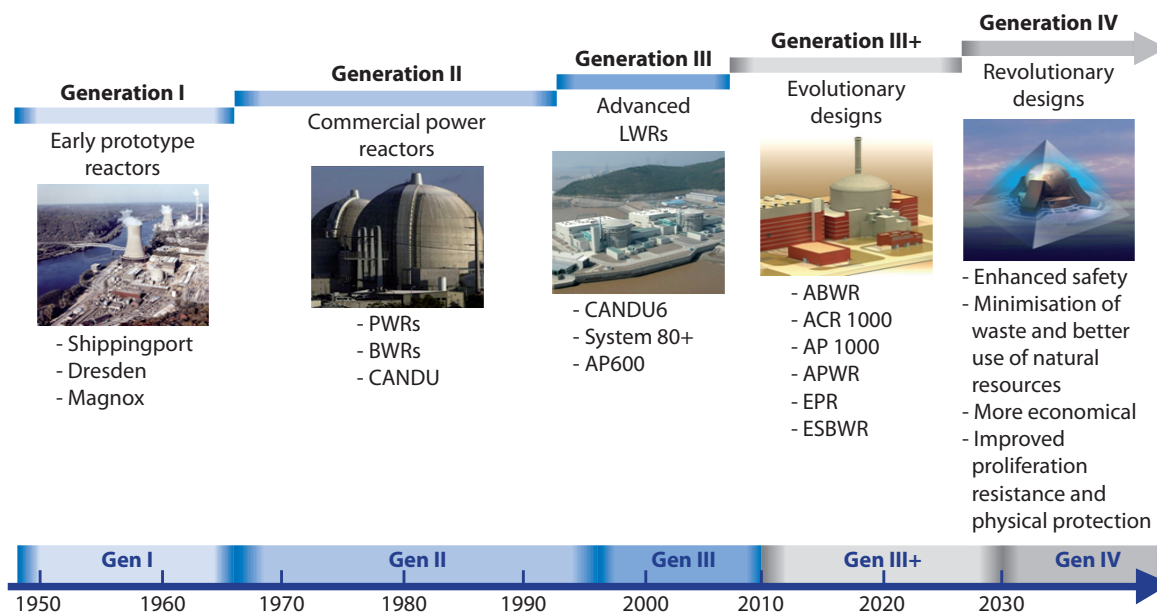 Generation I
Early prototype
reactors
- Shippingport
- Dresden
- Magnox
Generation II
Commercial power
reactors
- PWRs
- BWRs
- CANDU
Generation III
Advanced
LWRs
- CANDU6
- System 80+
- AP600
Generation III+
Evolutionary
designs
- ABWR
- ACR 1000
- AP 1000
- APWR
- EPR
- ESBWR
Generation IV
Revolutionary
designs
- Enhanced safety
- Minimisation of
waste and better
use of natural
resources
- More economical
- Improved
proliferation
resistance and
physical protection
Gen I Gen II Gen III Gen III+ Gen IV
1950 1960 1970 1980 1990 2000 2010 2020 2030